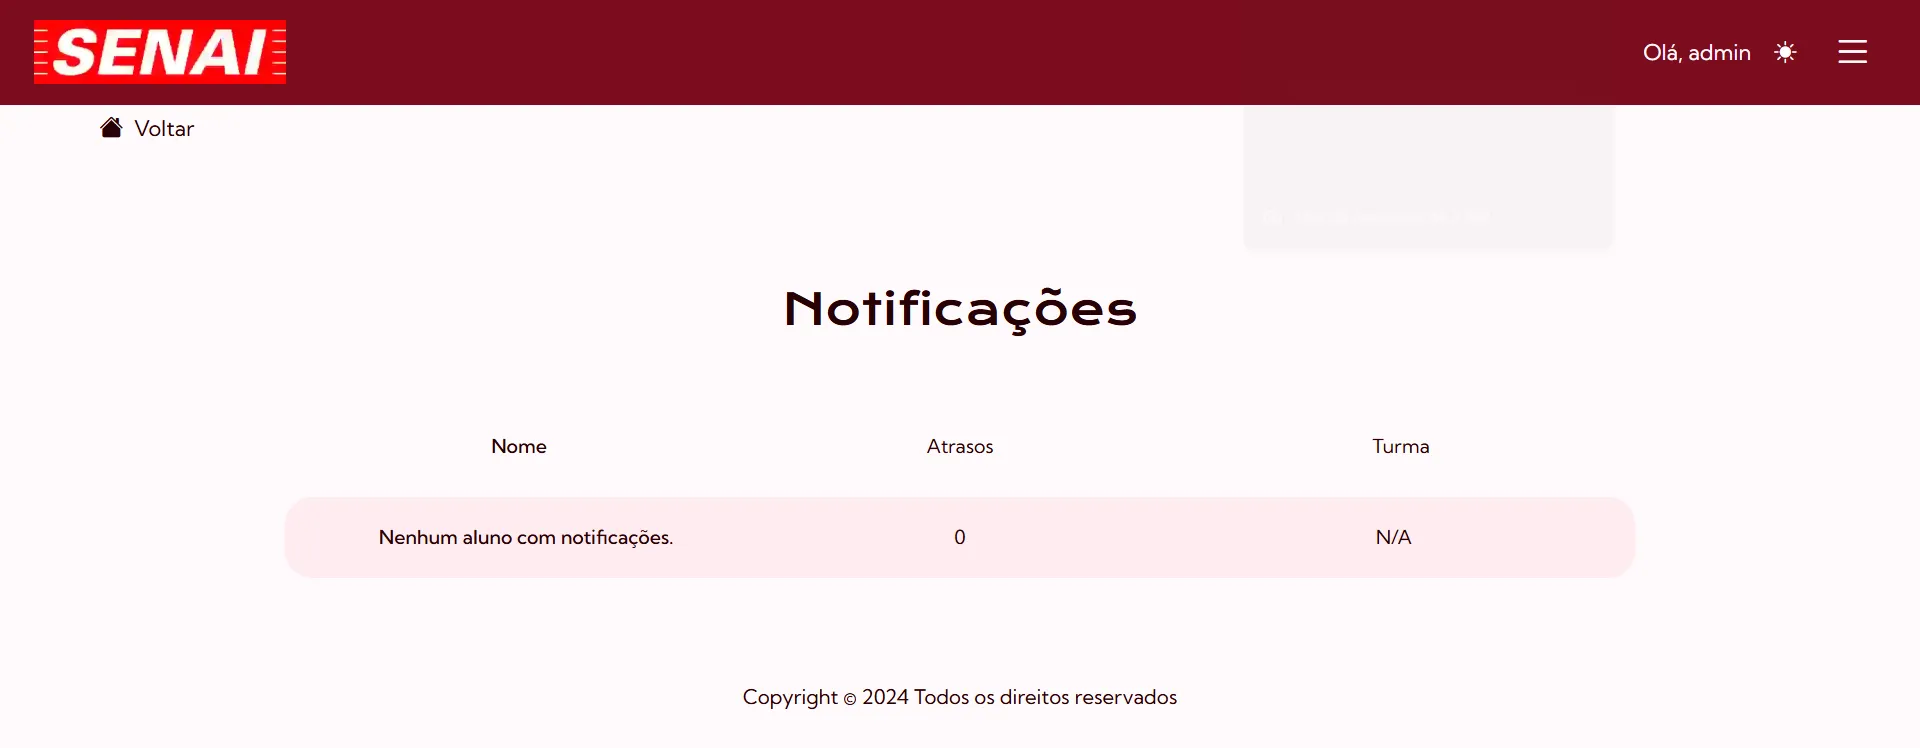 SENAI
Olá, admin
Voltar
Notificações
Nome Atrasos Turma
Nenhum aluno com notificações. 0 N/A
Copyright © 2024 Todos os direitos reservados